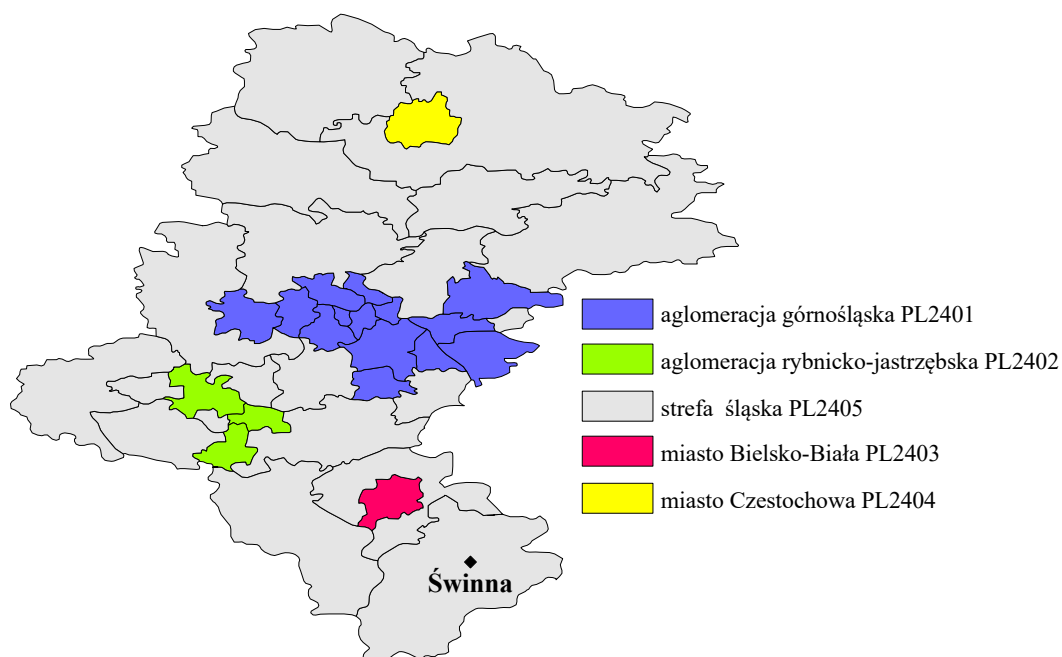 aglomeracja górnośląska PL2401
aglomeracja rybnicko-jastrzębska PL2402
strefa śląska PL2405
miasto Bielsko-Biała PL2403
miasto Czestochowa PL2404
Świnna